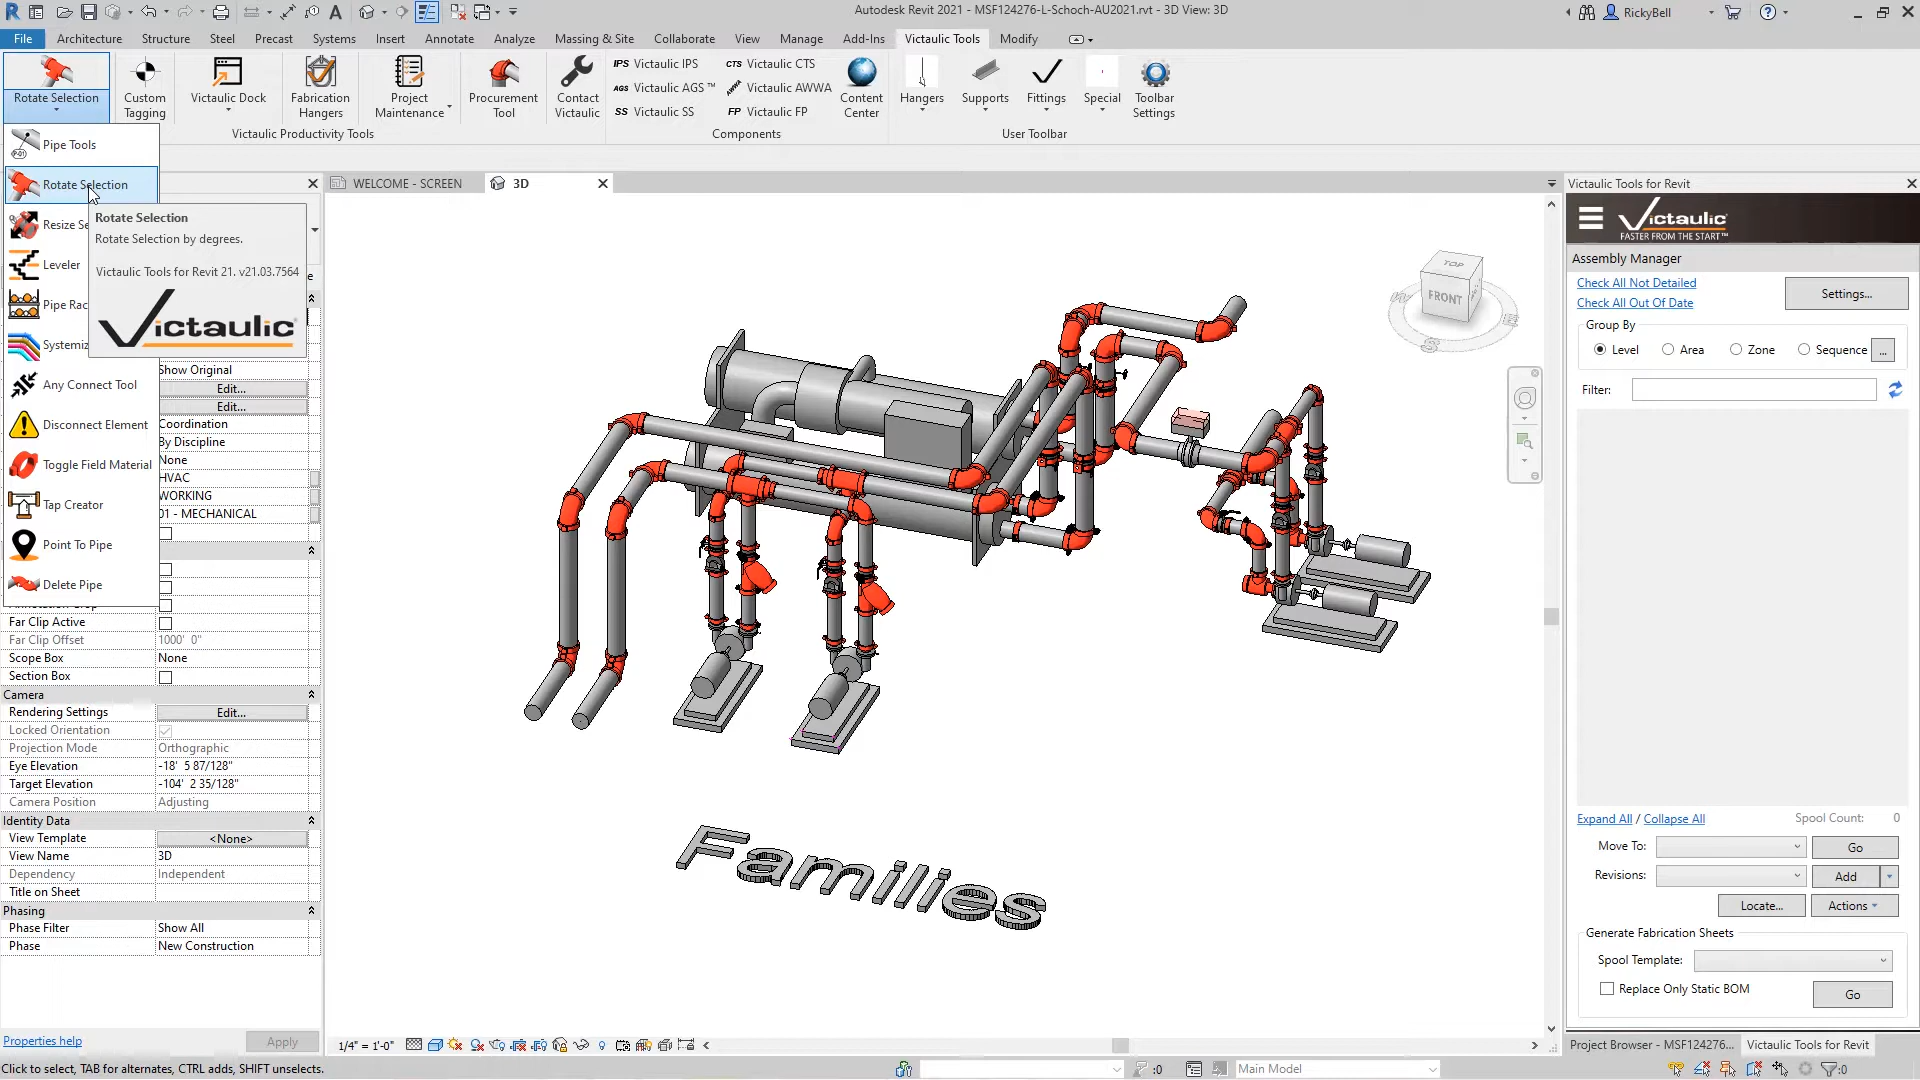 Autodesk Revit 2021 - MSF124276-L-Schoch-AU2021.rvt - 3D View: 3D
RickyBell
File Architecture Structure Steel Precast Systems Insert Annotate Analyze Massing & Site Collaborate View Manage Add-Ins Victaulic Tools Modify
Rotate Selection
Custom Tagging
Victaulic Dock
Fabrication Hangers
Project Maintenance
Procurement Tool
Contact Victaulic
IPS Victaulic IPS
AGS Victaulic AGS™
SS Victaulic SS
CTS Victaulic CTS
Victaulic AWWA
FP Victaulic FP
Content Center
Hangers
Supports
Fittings
Special
Toolbar Settings
Victaulic Productivity Tools
Components
User Toolbar
Pipe Tools
P-01
Rotate Selection
Resize Se
Leveler
Pipe Rac
Systemiz
Any Connect Tool
Disconnect Element
Toggle Field Material
Tap Creator
Point To Pipe
Delete Pipe
Rotate Selection
Rotate Selection by degrees.
Victaulic Tools for Revit 21. v21.03.7564
Victaulic®
WELCOME - SCREEN
3D
e
Show Original
Edit...
Edit...
Coordination
By Discipline
None
HVAC
WORKING
01 - MECHANICAL
Far Clip Active
Far Clip Offset 1000' 0"
Scope Box None
Section Box
Camera
Rendering Settings Edit...
Locked Orientation
Projection Mode Orthographic
Eye Elevation -18' 5 87/128"
Target Elevation -104' 2 35/128"
Camera Position Adjusting
Identity Data
View Template <None>
View Name 3D
Dependency Independent
Title on Sheet
Phasing
Phase Filter Show All
Phase New Construction
Properties help
Apply
TOP
FRONT
W
S
E
Families
1/4" = 1'-0"
Victaulic Tools for Revit
Victaulic®
FASTER FROM THE START™
Assembly Manager
Check All Not Detailed
Check All Out Of Date
Settings...
Group By
Level Area Zone Sequence ...
Filter:
Expand All / Collapse All
Spool Count: 0
Move To: Go
Revisions: Add
Locate... Actions
Generate Fabrication Sheets
Spool Template:
Replace Only Static BOM
Go
Project Browser - MSF124276... Victaulic Tools for Revit
Click to select, TAB for alternates, CTRL adds, SHIFT unselects.
:0
Main Model
:0